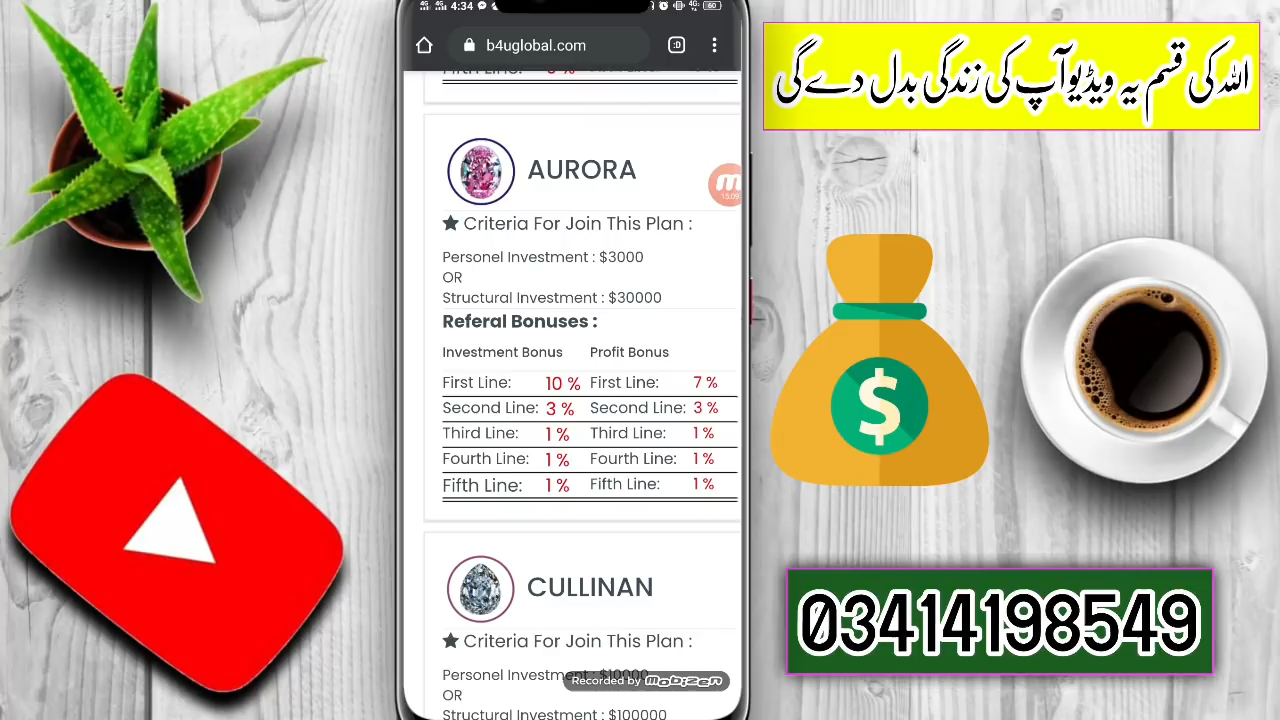 4:34
60
b4uglobal.com
:D
اللہ کی قسم یہ ویڈیو آپ کی زندگی بدل دے گی
AURORA
15:09
★ Criteria For Join This Plan :
Personel Investment : $3000
OR
Structural Investment : $30000
Referal Bonuses :
Investment Bonus Profit Bonus
First Line: 10 % First Line: 7 %
Second Line: 3 % Second Line: 3 %
Third Line: 1 % Third Line: 1 %
Fourth Line: 1 % Fourth Line: 1 %
Fifth Line: 1 % Fifth Line: 1 %
$
CULLINAN
★ Criteria For Join This Plan :
Personel Investment : $10000
Recorded by mobizen
OR
Structural Investment : $100000
03414198549